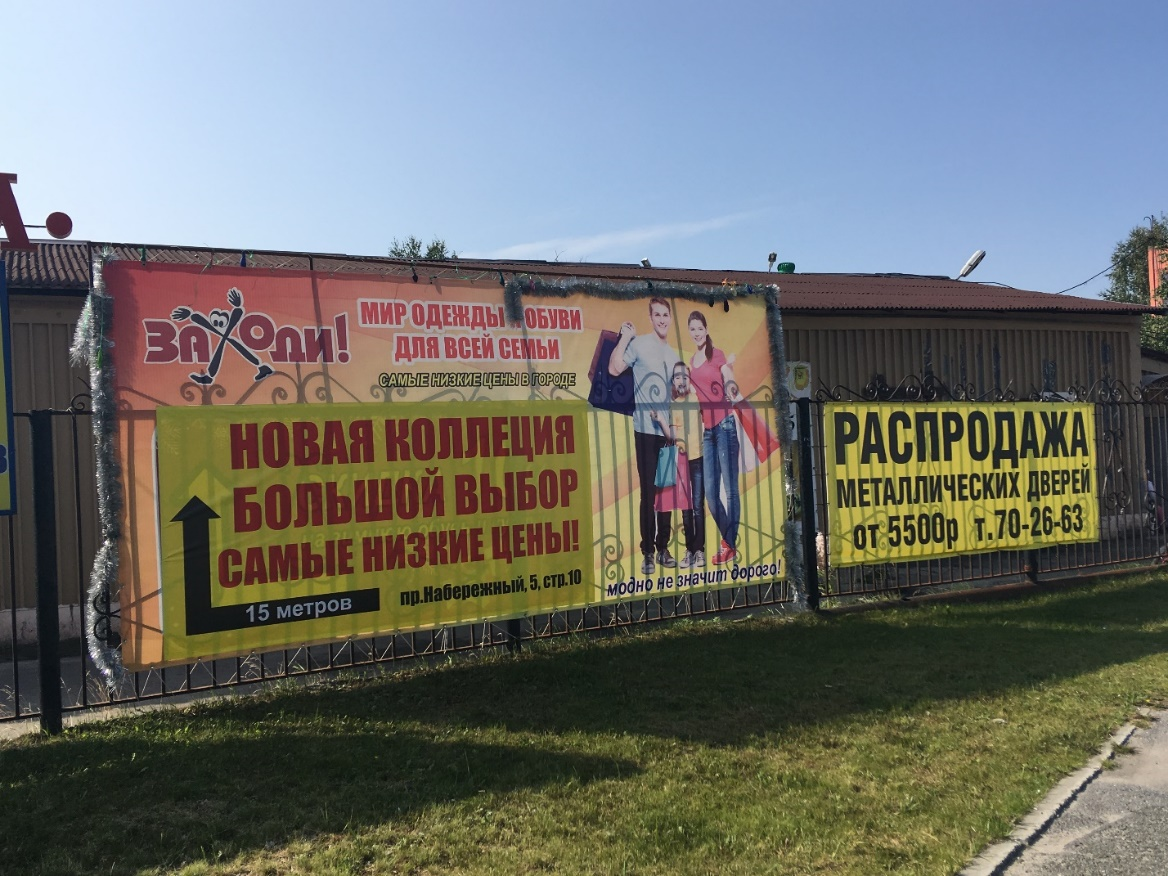 ЗАХОДИ!
МИР ОДЕЖДЫ И ОБУВИ
ДЛЯ ВСЕЙ СЕМЬИ
САМЫЕ НИЗКИЕ ЦЕНЫ В ГОРОДЕ
НОВАЯ КОЛЛЕЦИЯ
БОЛЬШОЙ ВЫБОР
САМЫЕ НИЗКИЕ ЦЕНЫ!
15 метров
пр.Набережный, 5, стр.10
модно не значит дорого!
РАСПРОДАЖА
МЕТАЛЛИЧЕСКИХ ДВЕРЕЙ
от 5500р т.70-26-63